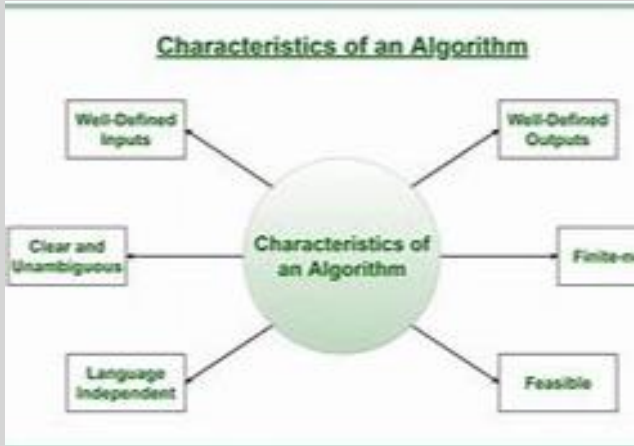 Characteristics of an Algorithm
Well-Defined
Inputs
Well-Defined
Outputs
Clear and
Unambiguous
Characteristics of
an Algorithm
Finite-n
Language
Independent
Feasible